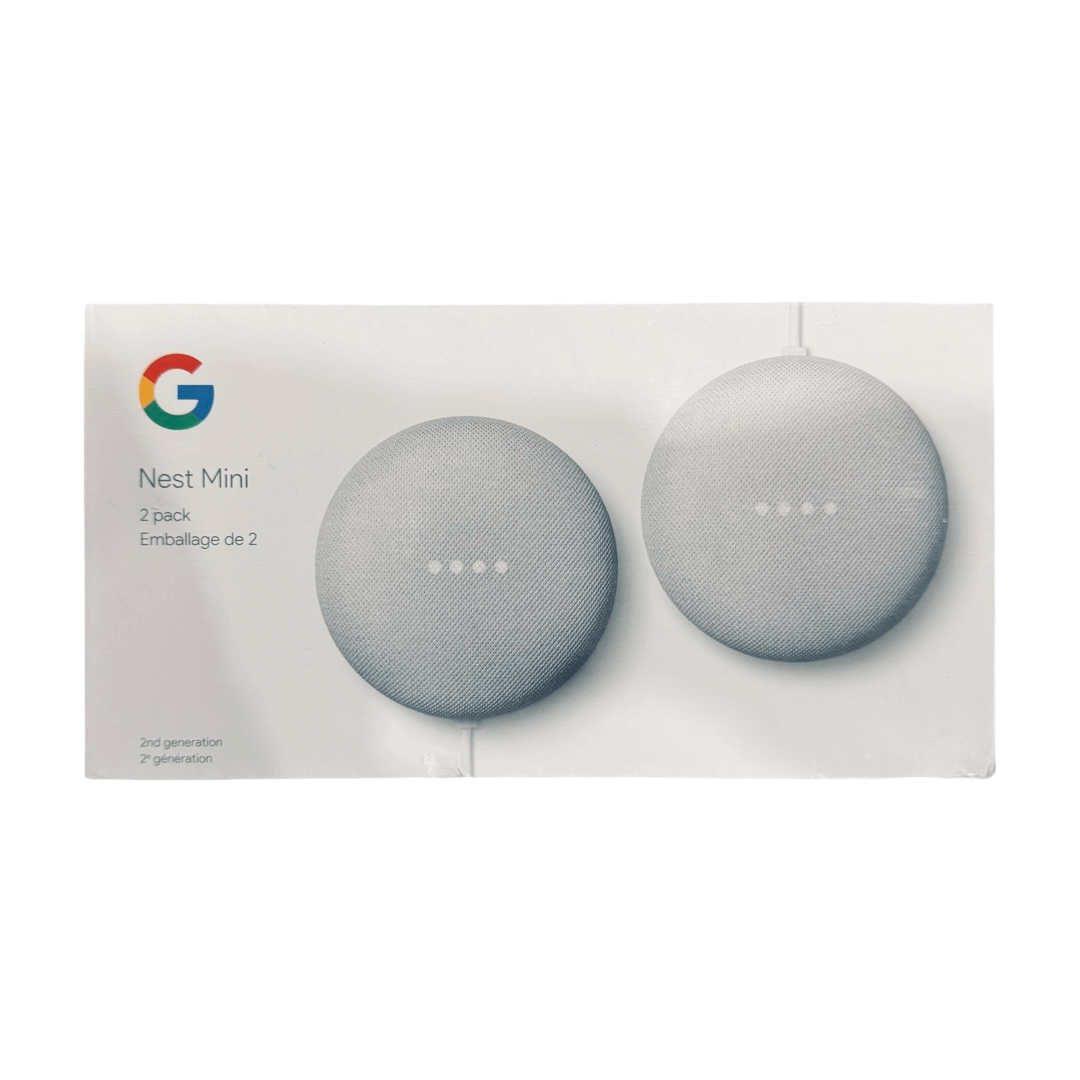 G
Nest Mini
2 pack
Emballage de 2
2nd generation
2ᵉ génération